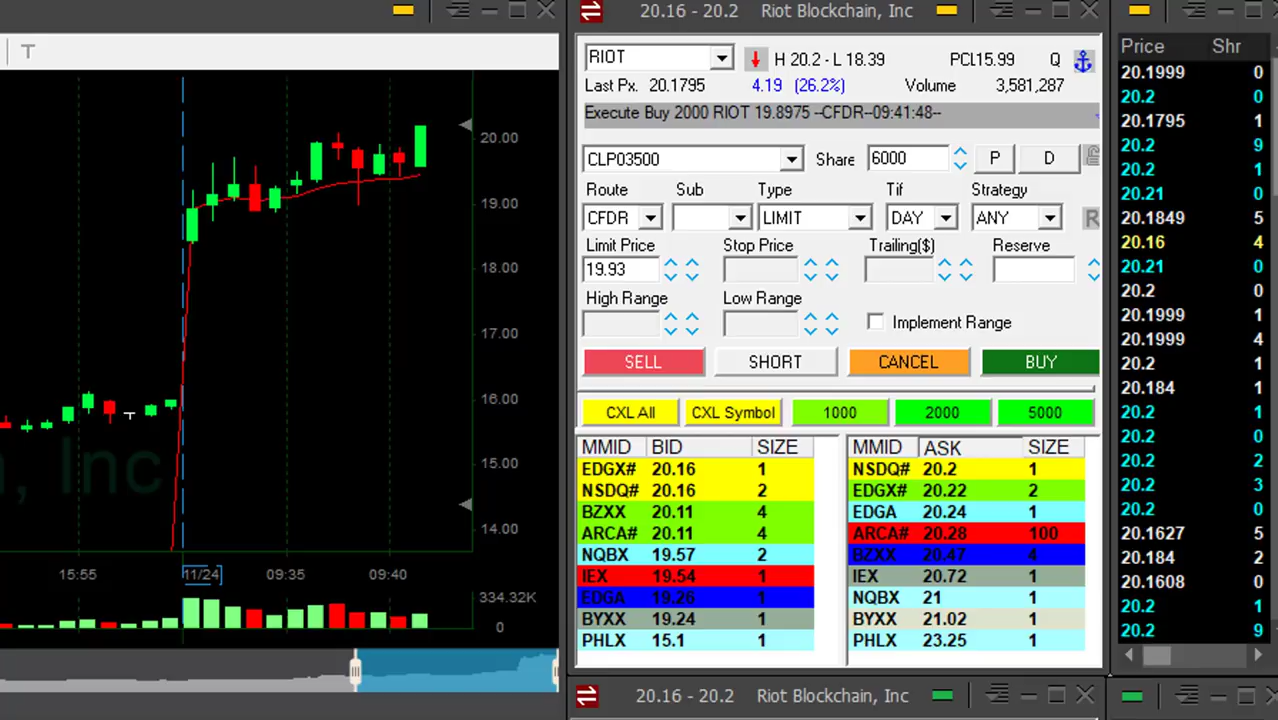 T
20.00
19.00
18.00
17.00
16.00
15.00
14.00
, Inc
15:55
11/24
09:35
09:40
334.32K
0
20.16 - 20.2 Riot Blockchain, Inc
RIOT
H 20.2 - L 18.39
PCL15.99
Q
Last Px. 20.1795
4.19 (26.2%)
Volume 3,581,287
Execute Buy 2000 RIOT 19.8975 --CFDR--09:41:48--
CLP03500 Share 6000 P D
Route Sub Type Tif Strategy
CFDR LIMIT DAY ANY R
Limit Price Stop Price Trailing($) Reserve
19.93
High Range Low Range
Implement Range
SELL SHORT CANCEL BUY
CXL All CXL Symbol 1000 2000 5000
MMID BID SIZE MMID ASK SIZE
EDGX# 20.16 1 NSDQ# 20.2 1
NSDQ# 20.16 2 EDGX# 20.22 2
BZXX 20.11 4 EDGA 20.24 1
ARCA# 20.11 4 ARCA# 20.28 100
NQBX 19.57 2 BZXX 20.47 4
IEX 19.54 1 IEX 20.72 1
EDGA 19.26 1 NQBX 21 1
BYXX 19.24 1 BYXX 21.02 1
PHLX 15.1 1 PHLX 23.25 1
20.16 - 20.2 Riot Blockchain, Inc
Price Shr
20.1999 0
20.2 0
20.1795 1
20.2 9
20.2 1
20.21 0
20.1849 5
20.16 4
20.21 0
20.2 0
20.1999 1
20.1999 4
20.2 1
20.184 1
20.2 1
20.2 0
20.2 2
20.2 3
20.2 0
20.1627 5
20.184 2
20.1608 0
20.2 1
20.2 9